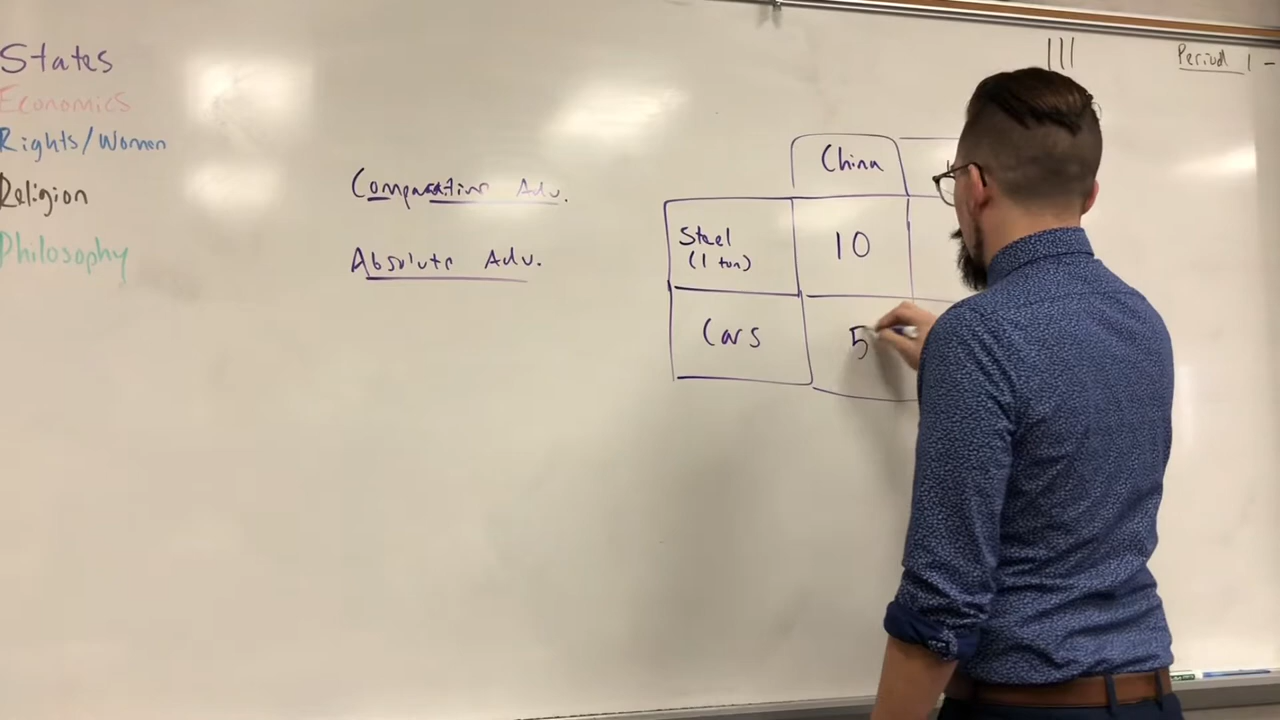 States
Economics
Rights/Women
Religion
Philosophy
Comparative Adv.
Absolute Adv.
China
Steel
(1 ton)
10
Cars
5
Period 1 -